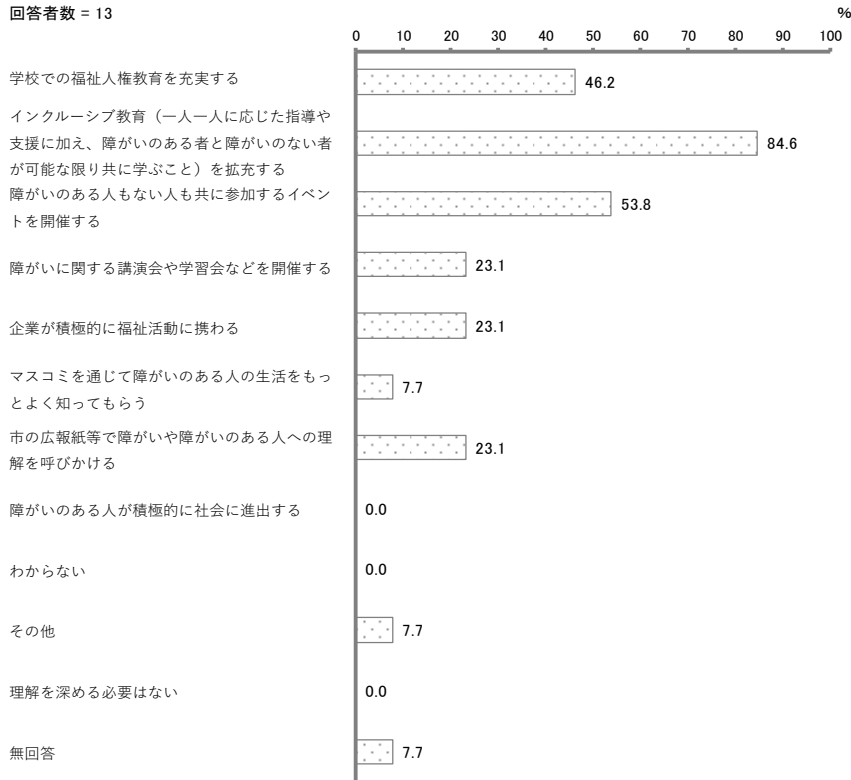 回答者数 = 13
%
0 10 20 30 40 50 60 70 80 90 100
学校での福祉人権教育を充実する 46.2
インクルーシブ教育（一人一人に応じた指導や
支援に加え、障がいのある者と障がいのない者
が可能な限り共に学ぶこと）を拡充する
84.6
障がいのある人もない人も共に参加するイベン
トを開催する
53.8
障がいに関する講演会や学習会などを開催する 23.1
企業が積極的に福祉活動に携わる 23.1
マスコミを通じて障がいのある人の生活をもっ
とよく知ってもらう
7.7
市の広報紙等で障がいや障がいのある人への理
解を呼びかける
23.1
障がいのある人が積極的に社会に進出する 0.0
わからない 0.0
その他 7.7
理解を深める必要はない 0.0
無回答 7.7